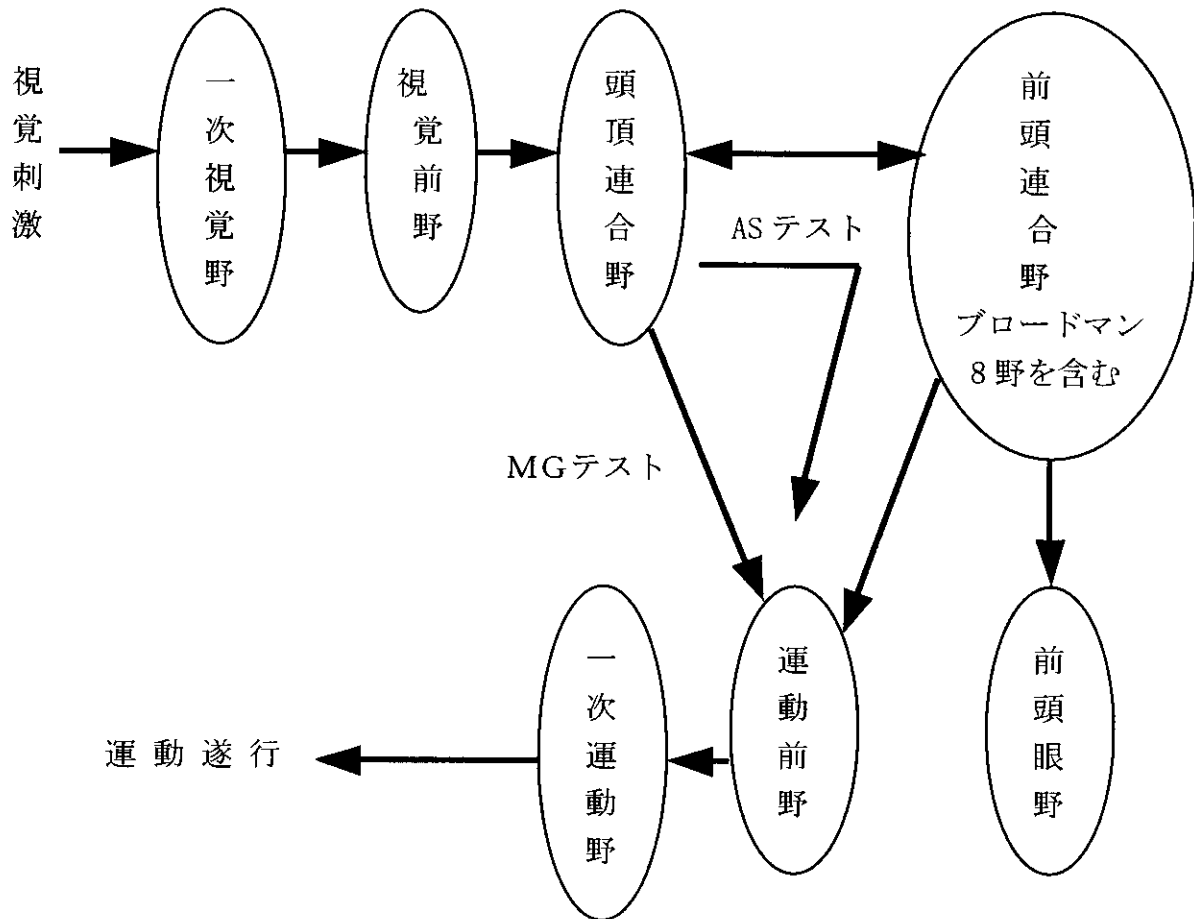 視覚刺激
一次視覚野
視覚前野
頭頂連合野
前頭連合野
ブロードマン
8野を含む
ASテスト
MGテスト
運動遂行
一次運動野
運動前野
前頭眼野